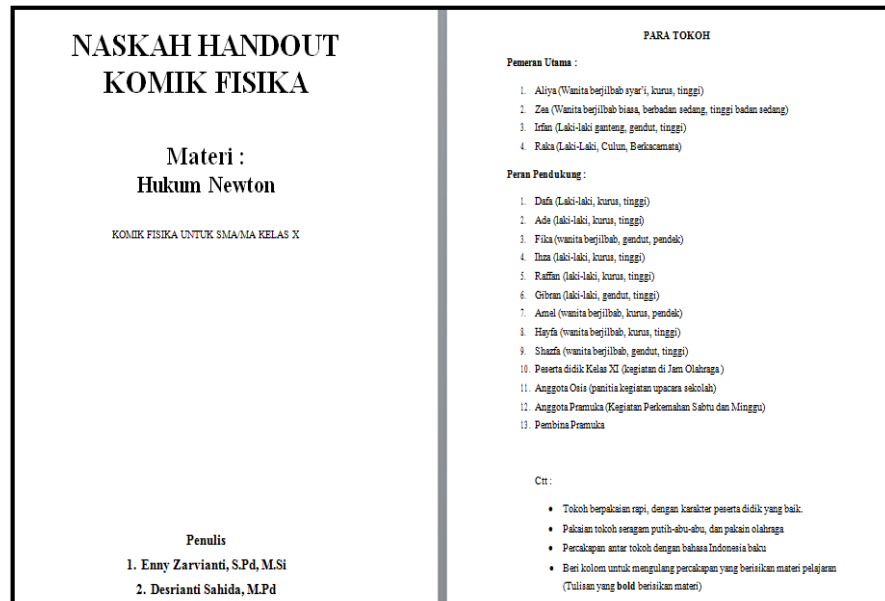 NASKAH HANDOUT
KOMIK FISIKA
Materi :
Hukum Newton
KOMIK FISIKA UNTUK SMA/MA KELAS X
Penulis
1. Enny Zarvianti, S.Pd, M.Si
2. Desrianti Sahida, M.Pd
PARA TOKOH
Pemeran Utama :
1. Aliya (Wanita berjilbab syar'i, kurus, tinggi)
2. Zea (Wanita berjilbab biasa, berbadan sedang, tinggi badan sedang)
3. Irfan (Laki-laki ganteng, gendut, tinggi)
4. Raka (Laki-Laki, Culun, Berkacamata)
Peran Pendukung :
1. Dafa (Laki-laki, kurus, tinggi)
2. Ade (laki-laki, kurus, tinggi)
3. Fika (wanita berjilbab, gendut, pendek)
4. Ihza (laki-laki, kurus, tinggi)
5. Raffan (laki-laki, kurus, tinggi)
6. Gibran (laki-laki, gendut, tinggi)
7. Amel (wanita berjilbab, kurus, pendek)
8. Hayfa (wanita berjilbab, kurus, tinggi)
9. Shazfa (wanita berjilbab, gendut, tinggi)
10. Peserta didik Kelas XI (kegiatan di Jam Olahraga )
11. Anggota Osis (panitia kegiatan upacara sekolah)
12. Anggota Pramuka (Kegiatan Perkemahan Sabtu dan Minggu)
13. Pembina Pramuka
Ctt :
• Tokoh berpakaian rapi, dengan karakter peserta didik yang baik.
• Pakaian tokoh seragam putih-abu-abu, dan pakain olahraga
• Percakapan antar tokoh dengan bahasa Indonesia baku
• Beri kolom untuk mengulang percakapan yang berisikan materi pelajaran
(Tulisan yang bold berisikan materi)